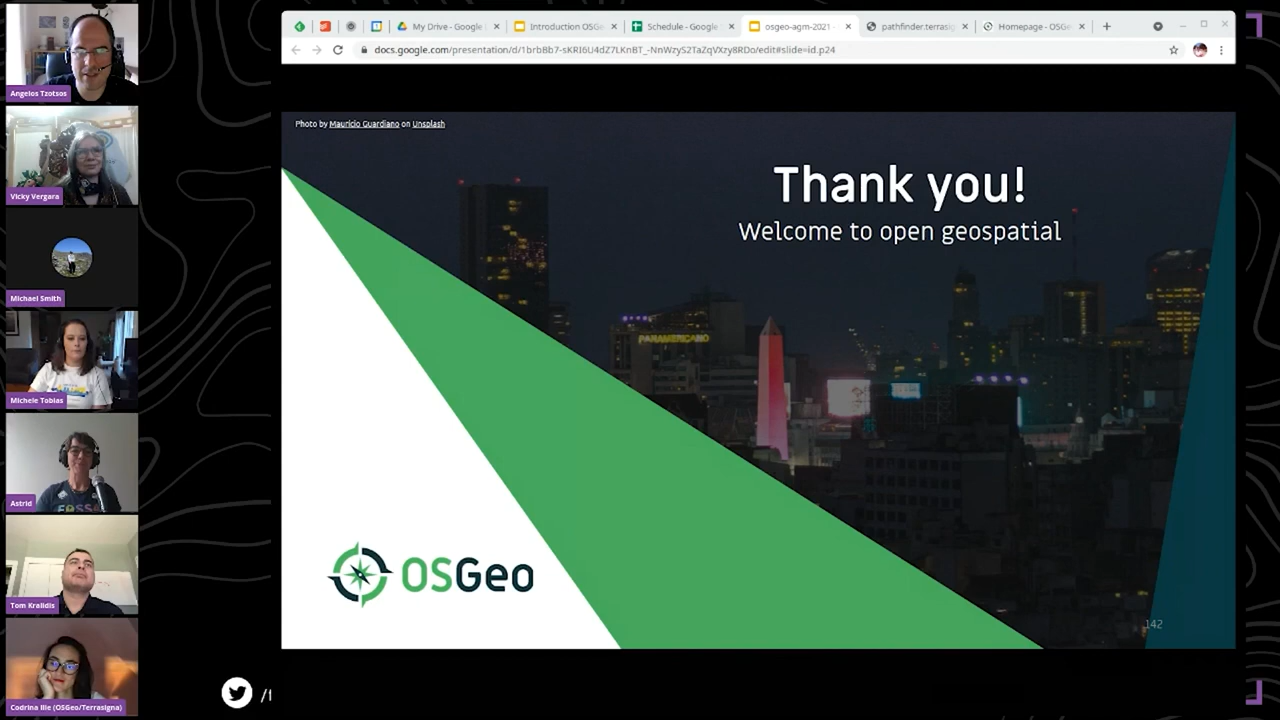 My Drive - Google
Introduction OSGe
Schedule - Google
osgeo-agm-2021 -
pathfinder.terrasig
Homepage - OSGe
docs.google.com/presentation/d/1brbBb7-sKRI6U4dZ7LKnBT_-NnWzyS2TaZqVXzy8RDo/edit#slide=id.p24
Angelos Tzotsos
Vicky Vergara
Michael Smith
Michele Tobias
Astrid
Tom Kralidis
Codrina Ilie (OSGeo/Terrasigna)
Photo by Mauricio Guardiano on Unsplash
Thank you!
Welcome to open geospatial
PANAMERICANO
OSGeo
142
/f